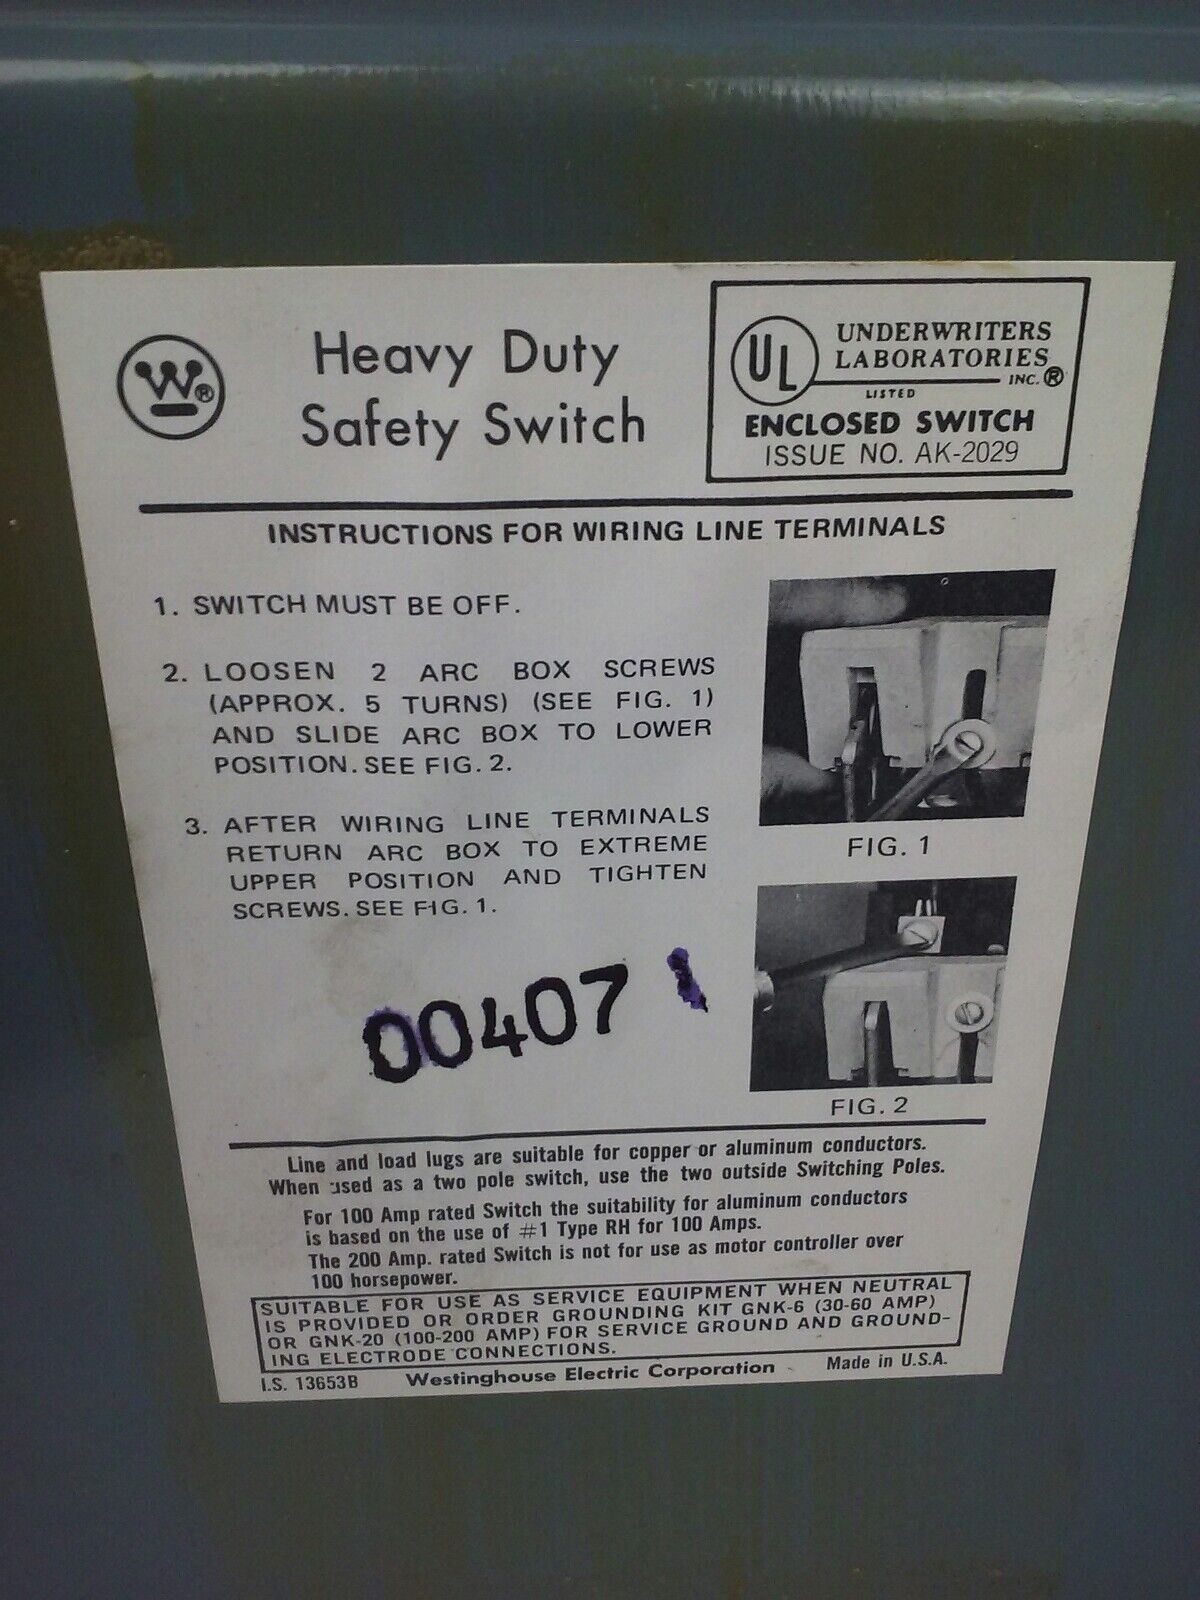 W®
Heavy Duty
Safety Switch
UL
UNDERWRITERS
LABORATORIES
INC.®
LISTED
ENCLOSED SWITCH
ISSUE NO. AK-2029
INSTRUCTIONS FOR WIRING LINE TERMINALS
1. SWITCH MUST BE OFF.
2. LOOSEN 2 ARC BOX SCREWS
(APPROX. 5 TURNS) (SEE FIG. 1)
AND SLIDE ARC BOX TO LOWER
POSITION. SEE FIG. 2.
3. AFTER WIRING LINE TERMINALS
RETURN ARC BOX TO EXTREME
UPPER POSITION AND TIGHTEN
SCREWS. SEE FIG. 1.
FIG. 1
FIG. 2
00407 1
Line and load lugs are suitable for copper or aluminum conductors.
When used as a two pole switch, use the two outside Switching Poles.
For 100 Amp rated Switch the suitability for aluminum conductors
is based on the use of #1 Type RH for 100 Amps.
The 200 Amp. rated Switch is not for use as motor controller over
100 horsepower.
SUITABLE FOR USE AS SERVICE EQUIPMENT WHEN NEUTRAL
IS PROVIDED OR ORDER GROUNDING KIT GNK-6 (30-60 AMP)
OR GNK-20 (100-200 AMP) FOR SERVICE GROUND AND GROUND-
ING ELECTRODE CONNECTIONS.
I.S. 13653B Westinghouse Electric Corporation Made in U.S.A.